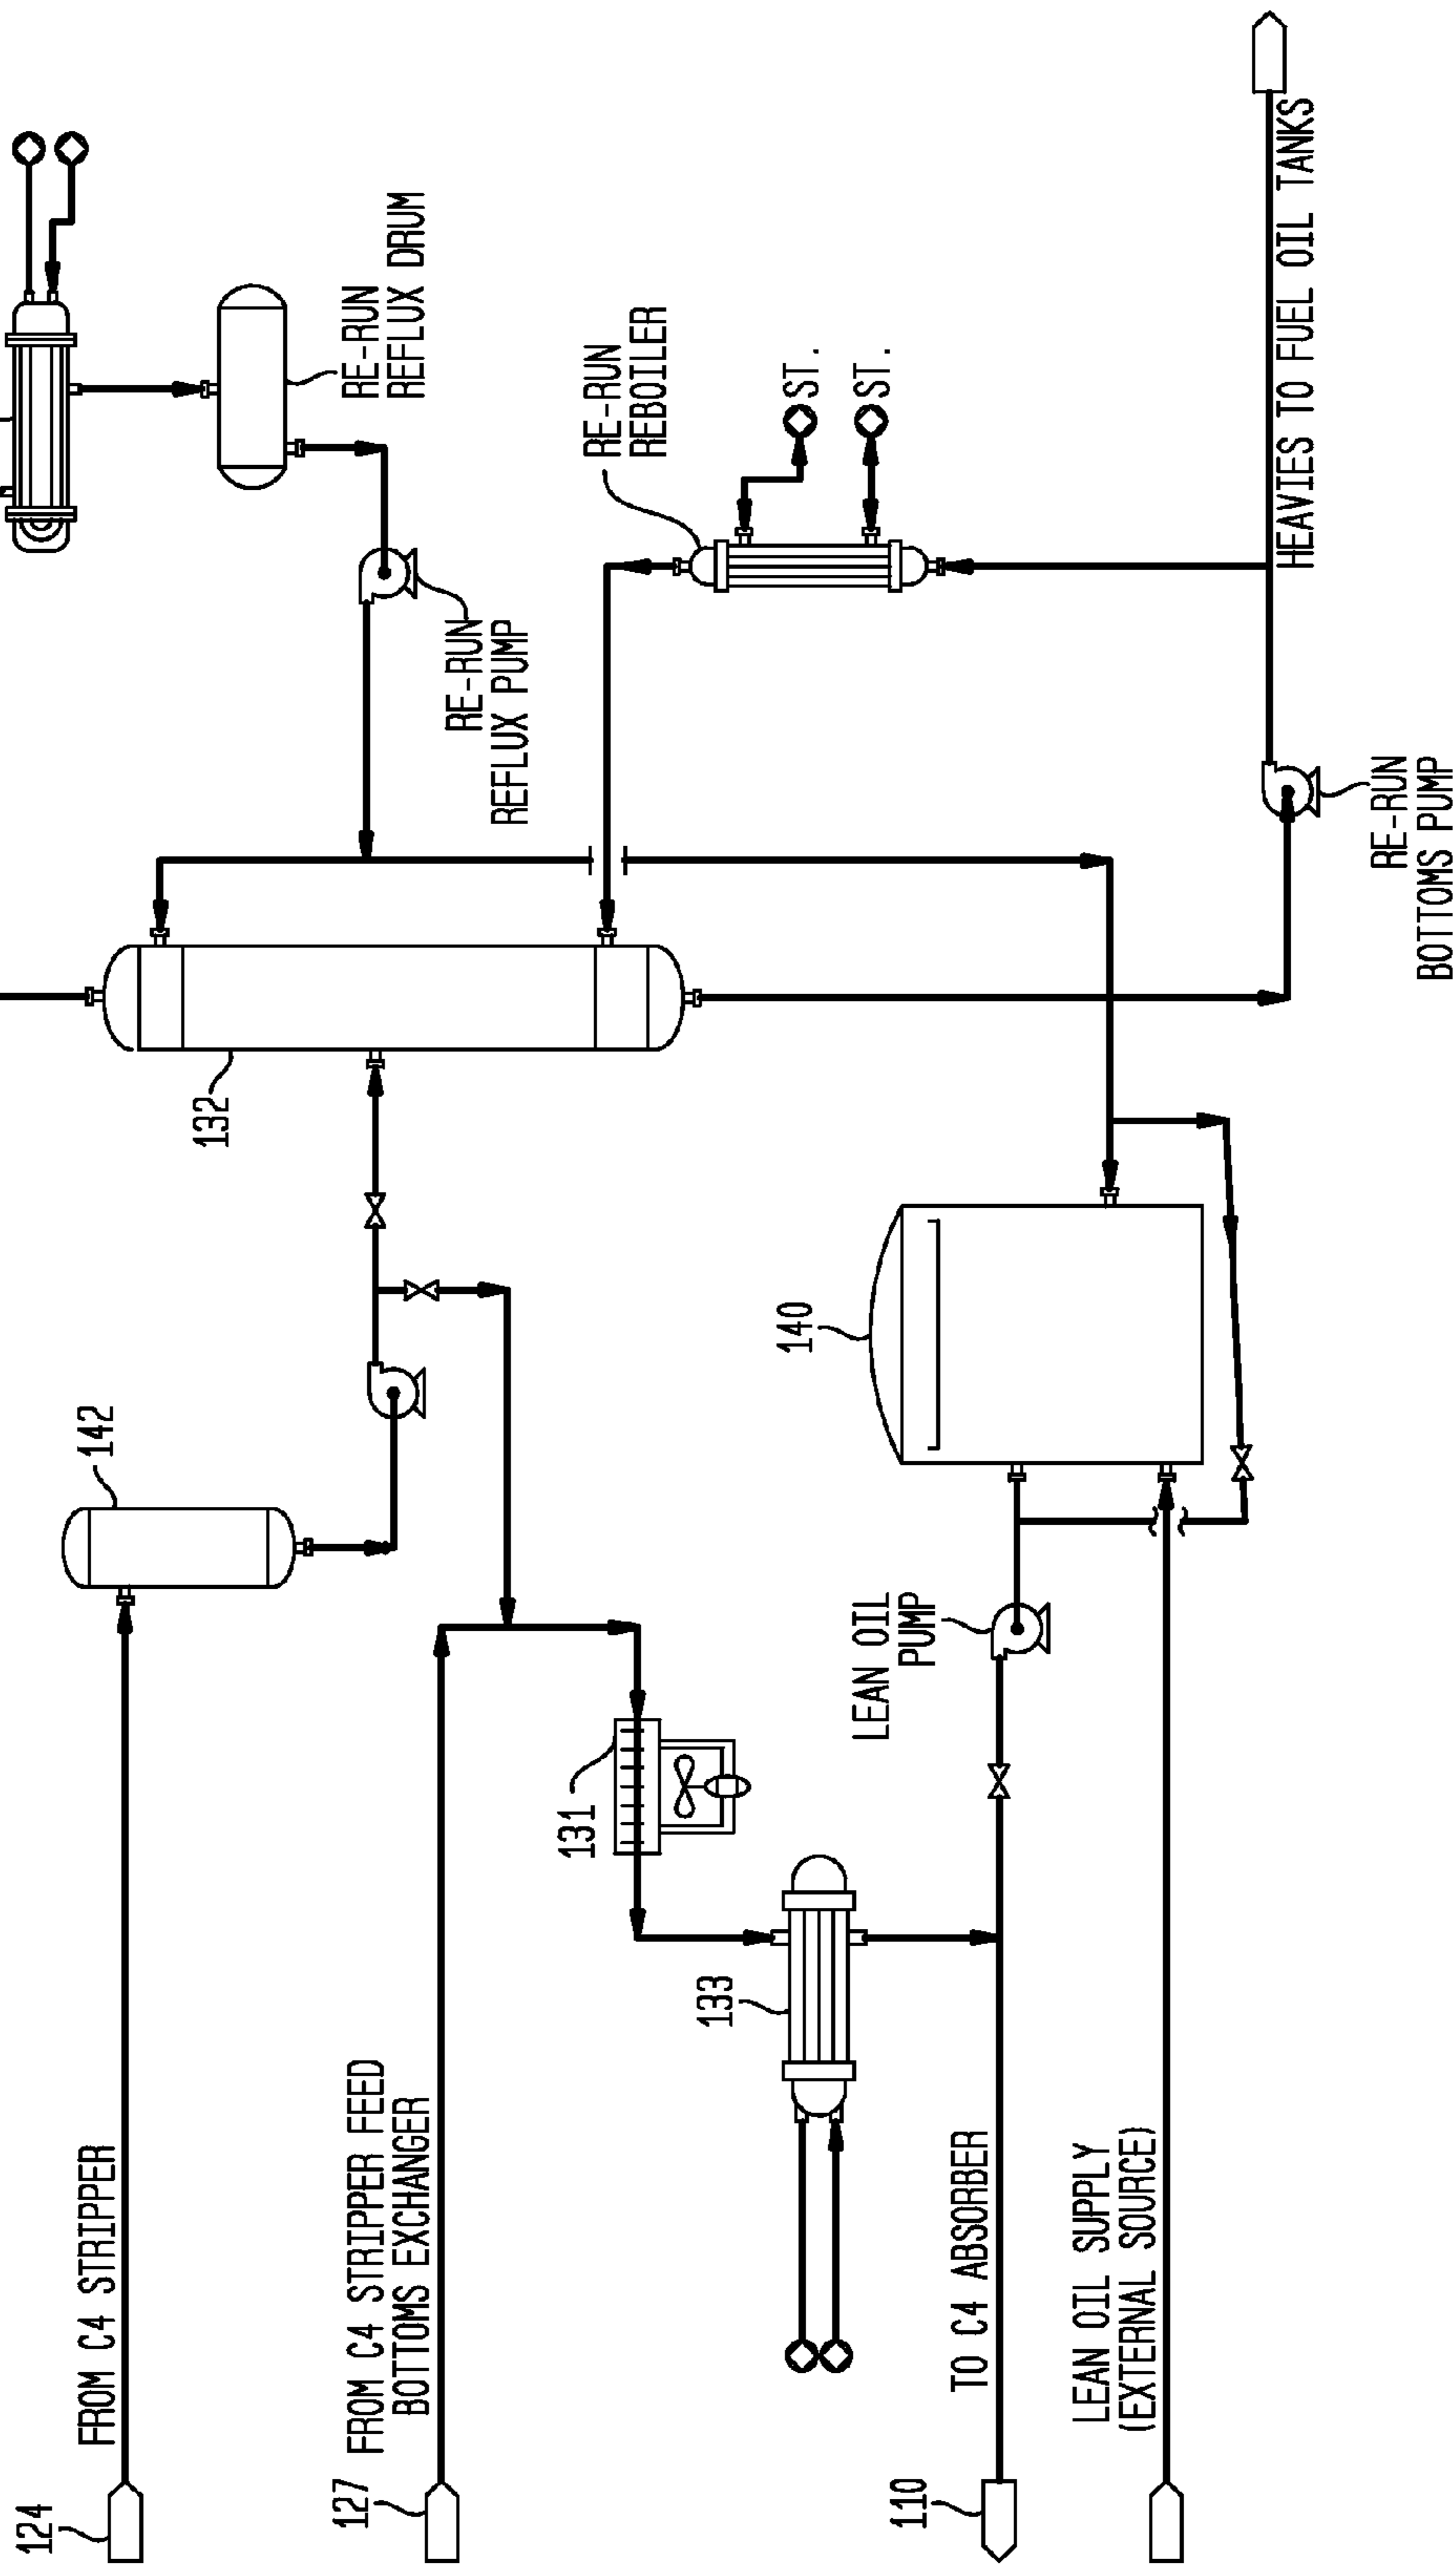 124
FROM C4 STRIPPER
142
132
RE-RUN
REFLUX DRUM
127
FROM C4 STRIPPER FEED
BOTTOMS EXCHANGER
RE-RUN
REFLUX PUMP
131
RE-RUN
REBOILER
133
140
ST.
ST.
LEAN OIL
PUMP
110
TO C4 ABSORBER
LEAN OIL SUPPLY
(EXTERNAL SOURCE)
HEAVIES TO FUEL OIL TANKS
RE-RUN
BOTTOMS PUMP